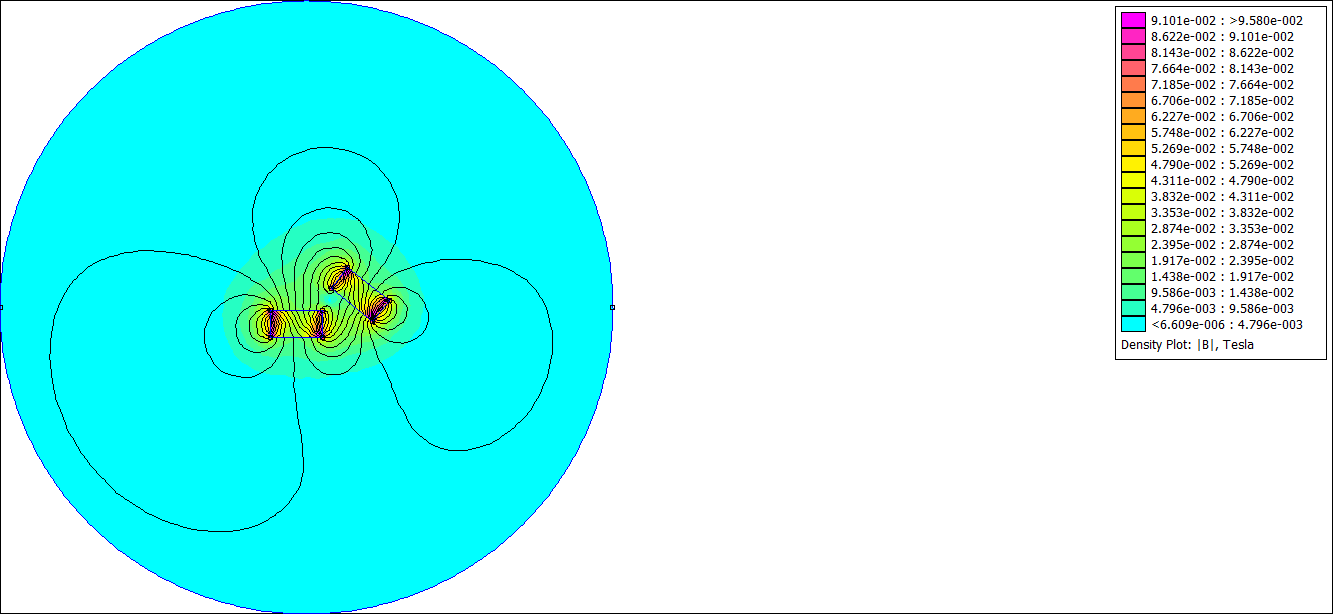 9.101e-002 : >9.580e-002
8.622e-002 : 9.101e-002
8.143e-002 : 8.622e-002
7.664e-002 : 8.143e-002
7.185e-002 : 7.664e-002
6.706e-002 : 7.185e-002
6.227e-002 : 6.706e-002
5.748e-002 : 6.227e-002
5.269e-002 : 5.748e-002
4.790e-002 : 5.269e-002
4.311e-002 : 4.790e-002
3.832e-002 : 4.311e-002
3.353e-002 : 3.832e-002
2.874e-002 : 3.353e-002
2.395e-002 : 2.874e-002
1.917e-002 : 2.395e-002
1.438e-002 : 1.917e-002
9.586e-003 : 1.438e-002
4.796e-003 : 9.586e-003
<6.609e-006 : 4.796e-003
Density Plot: |B|, Tesla